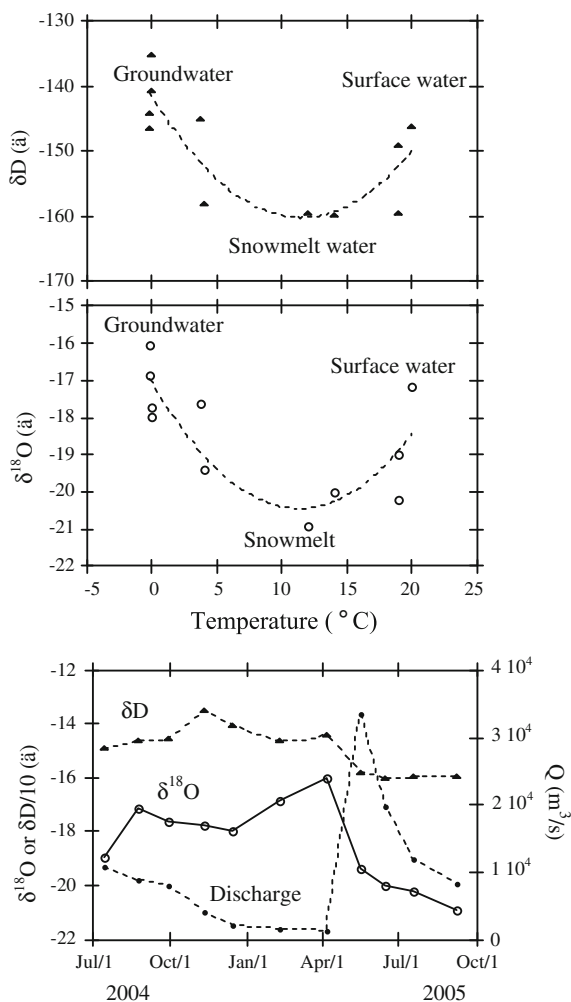 -130
-140
-150
-160
-170
δD (ä)
Groundwater
Surface water
Snowmelt water
-15
-16
-17
-18
-19
-20
-21
-22
δ¹⁸O (ä)
Groundwater
Surface water
Snowmelt
-5 0 5 10 15 20 25
Temperature (°C)
-12
-14
-16
-18
-20
-22
δ¹⁸O or δD/10 (ä)
δD
δ¹⁸O
Discharge
4 10⁴
3 10⁴
2 10⁴
1 10⁴
0
Q (m³/s)
Jul/1 Oct/1 Jan/1 Apr/1 Jul/1 Oct/1
2004 2005